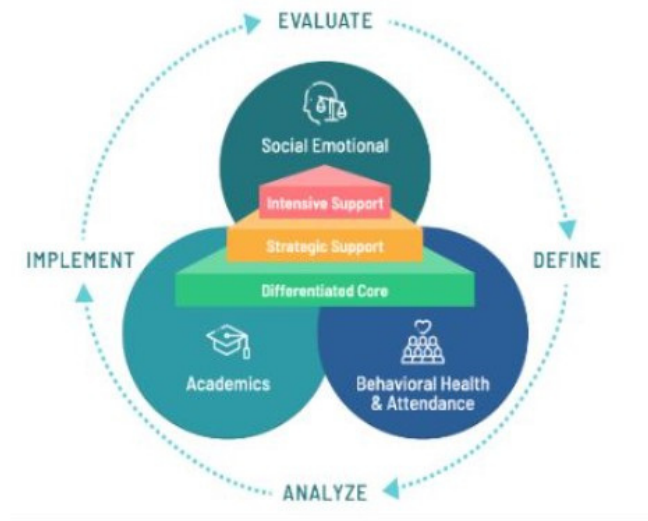 EVALUATE
Social Emotional
Intensive Support
Strategic Support
IMPLEMENT
DEFINE
Differentiated Core
Academics
Behavioral Health
& Attendance
ANALYZE